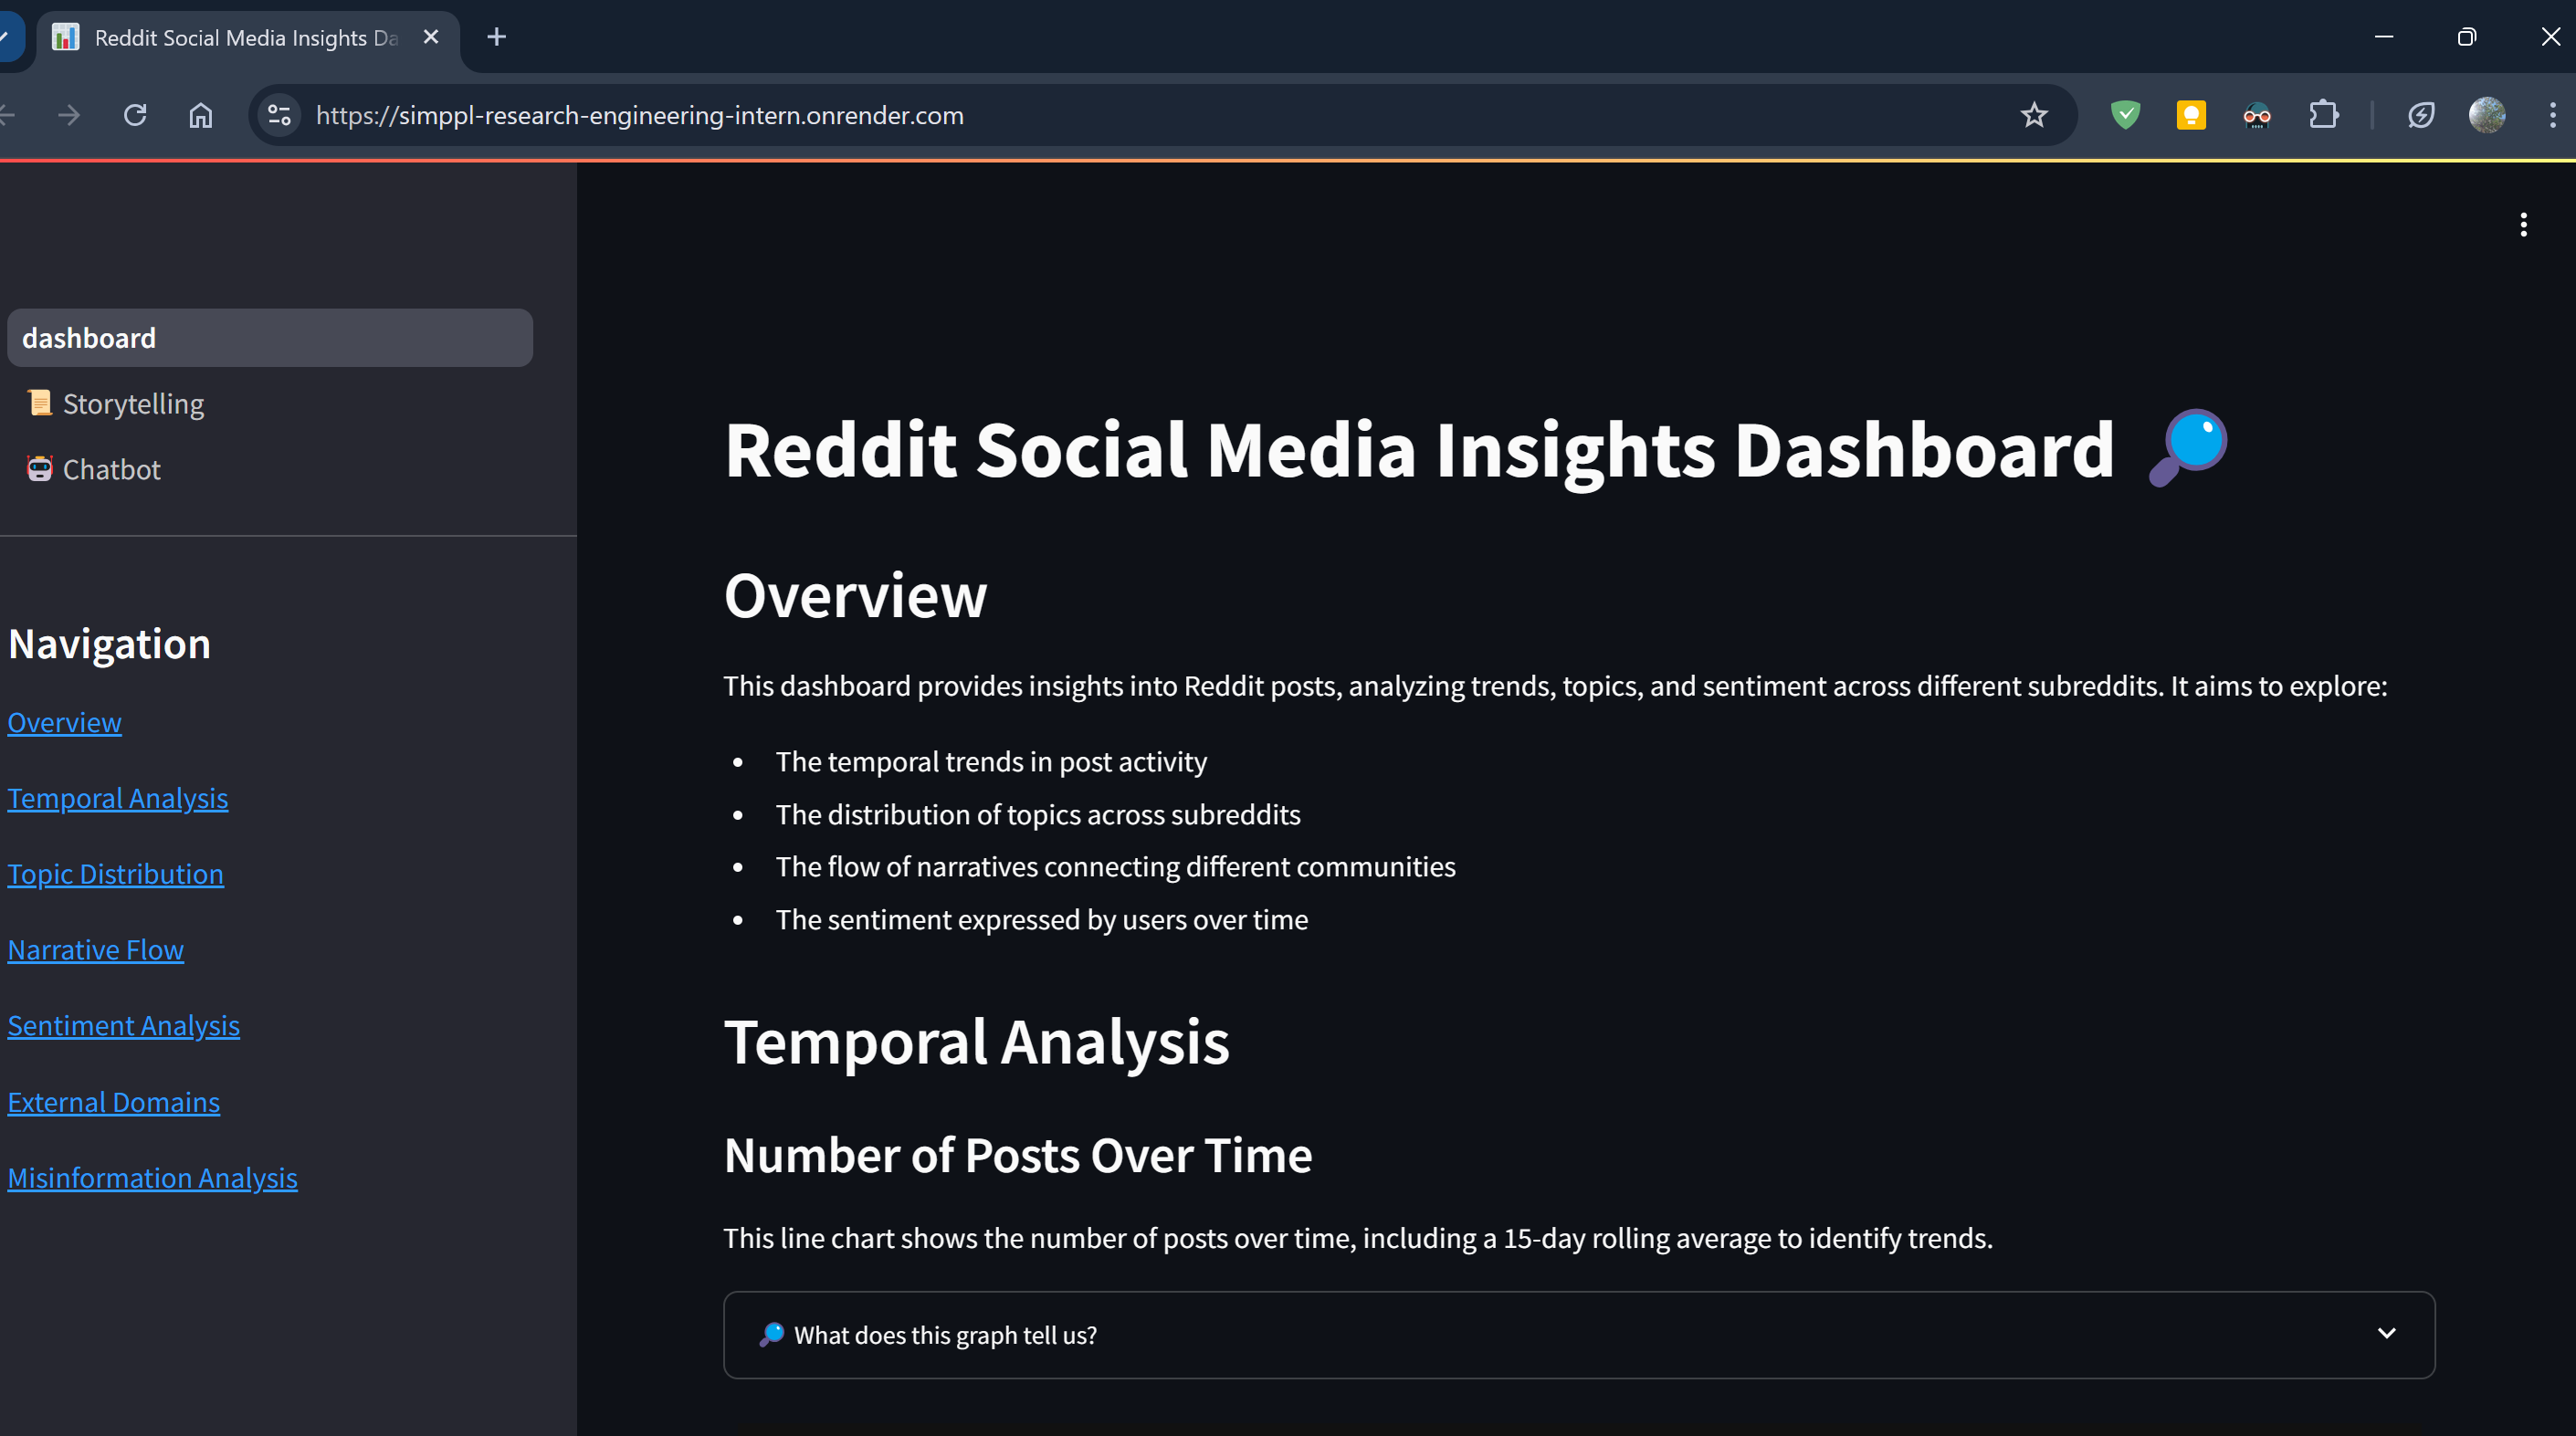 Reddit Social Media Insights Da
https://simppl-research-engineering-intern.onrender.com
dashboard
Storytelling
Chatbot
Navigation
Overview
Temporal Analysis
Topic Distribution
Narrative Flow
Sentiment Analysis
External Domains
Misinformation Analysis
Reddit Social Media Insights Dashboard
Overview
This dashboard provides insights into Reddit posts, analyzing trends, topics, and sentiment across different subreddits. It aims to explore:
• The temporal trends in post activity
• The distribution of topics across subreddits
• The flow of narratives connecting different communities
• The sentiment expressed by users over time
Temporal Analysis
Number of Posts Over Time
This line chart shows the number of posts over time, including a 15-day rolling average to identify trends.
What does this graph tell us?